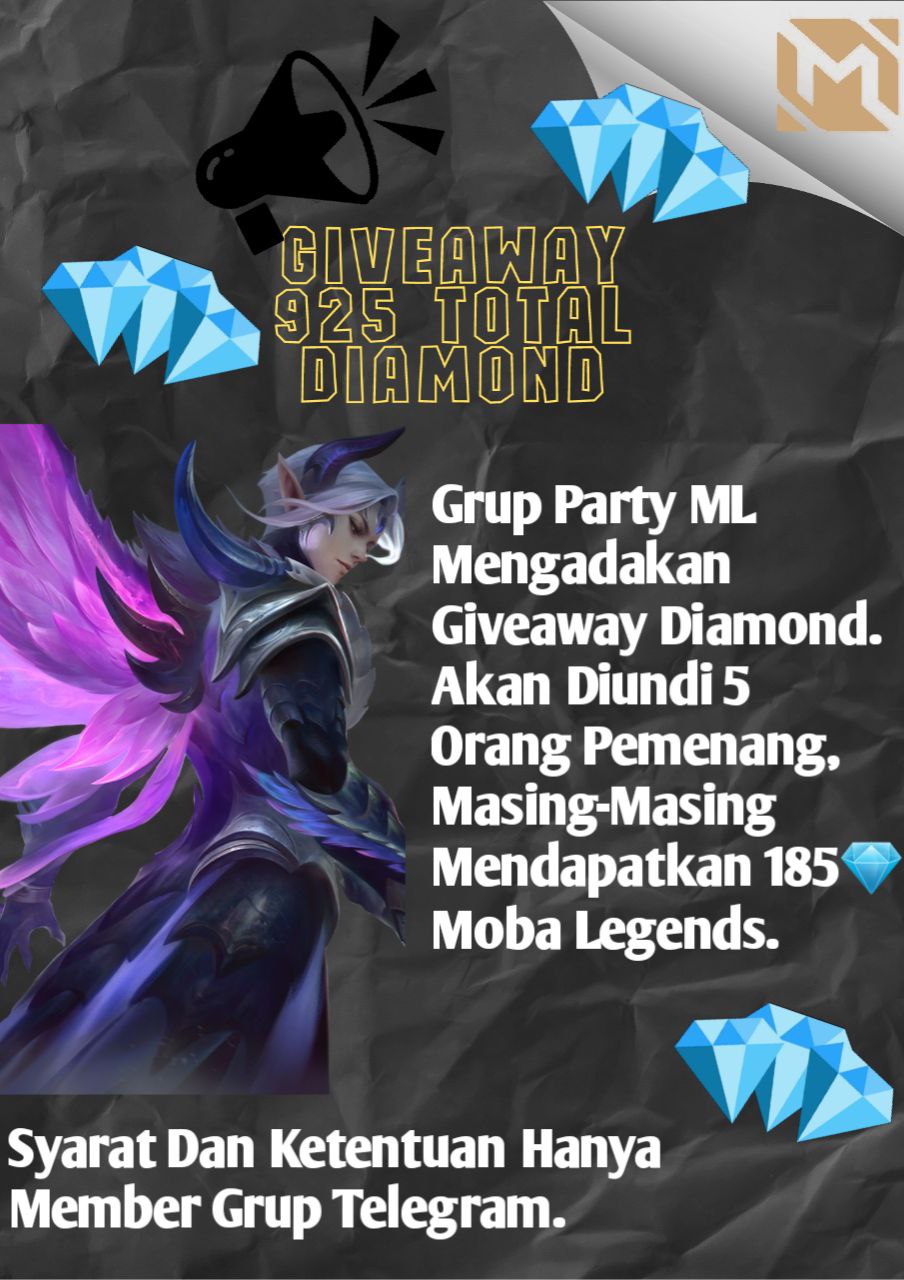 GIVEAWAY
925 TOTAL
DIAMOND
Grup Party ML
Mengadakan
Giveaway Diamond.
Akan Diundi 5
Orang Pemenang,
Masing-Masing
Mendapatkan 185💎
Moba Legends.
Syarat Dan Ketentuan Hanya
Member Grup Telegram.